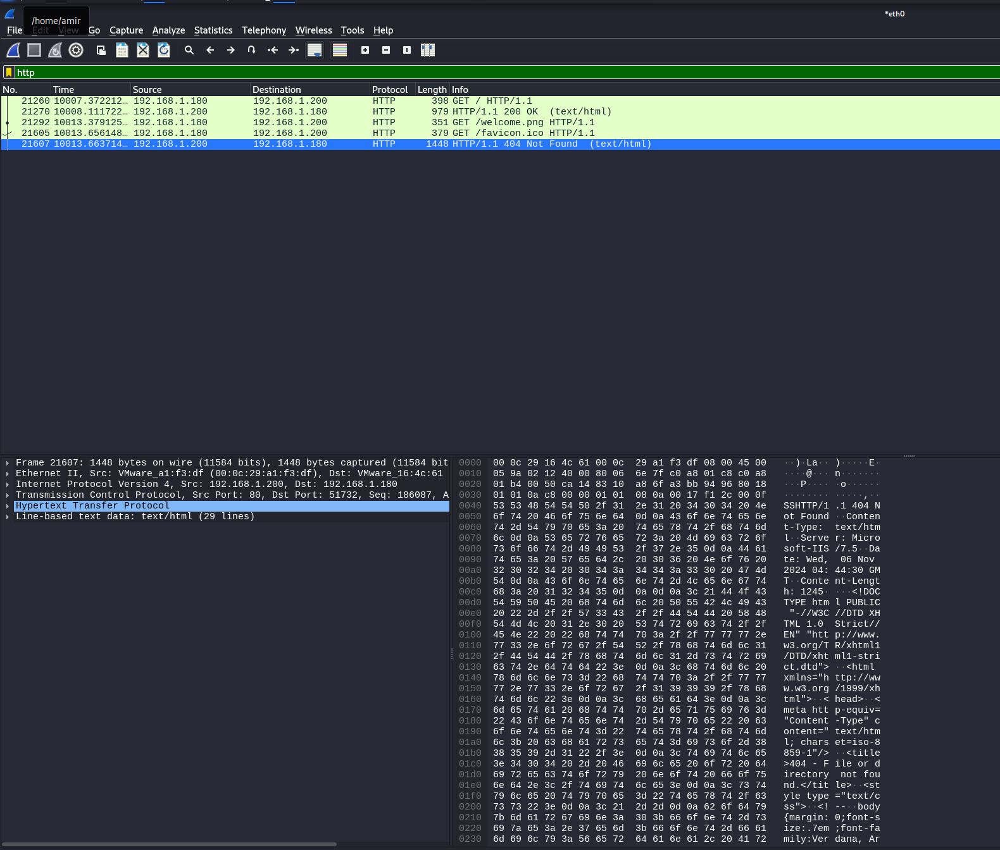 *eth0
/home/amir
File Edit View Go Capture Analyze Statistics Telephony Wireless Tools Help
http
No. Time Source Destination Protocol Length Info
21260 10007.372212… 192.168.1.180 192.168.1.200 HTTP 398 GET / HTTP/1.1
21270 10008.111722… 192.168.1.200 192.168.1.180 HTTP 979 HTTP/1.1 200 OK  (text/html)
21292 10013.379125… 192.168.1.180 192.168.1.200 HTTP 351 GET /welcome.png HTTP/1.1
21605 10013.656148… 192.168.1.180 192.168.1.200 HTTP 379 GET /favicon.ico HTTP/1.1
21607 10013.663714… 192.168.1.200 192.168.1.180 HTTP 1448 HTTP/1.1 404 Not Found  (text/html)
Frame 21607: 1448 bytes on wire (11584 bits), 1448 bytes captured (11584 bit
Ethernet II, Src: VMware_a1:f3:df (00:0c:29:a1:f3:df), Dst: VMware_16:4c:61
Internet Protocol Version 4, Src: 192.168.1.200, Dst: 192.168.1.180
Transmission Control Protocol, Src Port: 80, Dst Port: 51732, Seq: 186087, A
Hypertext Transfer Protocol
Line-based text data: text/html (29 lines)
0000 00 0c 29 16 4c 61 00 0c 29 a1 f3 df 08 00 45 00 ··)·La·· )·····E·
0010 05 9a 02 12 40 00 80 06 6e 7f c0 a8 01 c8 c0 a8 ····@··· n·······
0020 01 b4 00 50 ca 14 83 10 a8 6f a3 bb 94 96 80 18 ···P···· ·o······
0030 01 01 0a c8 00 00 01 01 08 0a 00 17 f1 2c 00 0f ········ ·····,··
0040 53 53 48 54 54 50 2f 31 2e 31 20 34 30 34 20 4e SSHTTP/1 .1 404 N
0050 6f 74 20 46 6f 75 6e 64 0d 0a 43 6f 6e 74 65 6e ot Found ··Conten
0060 74 2d 54 79 70 65 3a 20 74 65 78 74 2f 68 74 6d t-Type:  text/htm
0070 6c 0d 0a 53 65 72 76 65 72 3a 20 4d 69 63 72 6f l··Serve r: Micro
0080 73 6f 66 74 2d 49 49 53 2f 37 2e 35 0d 0a 44 61 soft-IIS /7.5··Da
0090 74 65 3a 20 57 65 64 2c 20 30 36 20 4e 6f 76 20 te: Wed,  06 Nov
00a0 32 30 32 34 20 30 34 3a 34 34 3a 33 30 20 47 4d 2024 04: 44:30 GM
00b0 54 0d 0a 43 6f 6e 74 65 6e 74 2d 4c 65 6e 67 74 T··Conte nt-Lengt
00c0 68 3a 20 31 32 34 35 0d 0a 0d 0a 3c 21 44 4f 43 h: 1245· ···<!DOC
00d0 54 59 50 45 20 68 74 6d 6c 20 50 55 42 4c 49 43 TYPE htm l PUBLIC
00e0 20 22 2d 2f 2f 57 33 43 2f 2f 44 54 44 20 58 48  "-//W3C //DTD XH
00f0 54 4d 4c 20 31 2e 30 20 53 74 72 69 63 74 2f 2f TML 1.0  Strict//
0100 45 4e 22 20 22 68 74 74 70 3a 2f 2f 77 77 77 2e EN" "htt p://www.
0110 77 33 2e 6f 72 67 2f 54 52 2f 78 68 74 6d 6c 31 w3.org/T R/xhtml1
0120 2f 44 54 44 2f 78 68 74 6d 6c 31 2d 73 74 72 69 /DTD/xht ml1-stri
0130 63 74 2e 64 74 64 22 3e 0d 0a 3c 68 74 6d 6c 20 ct.dtd"> ··<html
0140 78 6d 6c 6e 73 3d 22 68 74 74 70 3a 2f 2f 77 77 xmlns="h ttp://ww
0150 77 2e 77 33 2e 6f 72 67 2f 31 39 39 39 2f 78 68 w.w3.org /1999/xh
0160 74 6d 6c 22 3e 0d 0a 3c 68 65 61 64 3e 0d 0a 3c tml">··< head>··<
0170 6d 65 74 61 20 68 74 74 70 2d 65 71 75 69 76 3d meta htt p-equiv=
0180 22 43 6f 6e 74 65 6e 74 2d 54 79 70 65 22 20 63 "Content -Type" c
0190 6f 6e 74 65 6e 74 3d 22 74 65 78 74 2f 68 74 6d ontent=" text/htm
01a0 6c 3b 20 63 68 61 72 73 65 74 3d 69 73 6f 2d 38 l; chars et=iso-8
01b0 38 35 39 2d 31 22 2f 3e 0d 0a 3c 74 69 74 6c 65 859-1"/> ··<title
01c0 3e 34 30 34 20 2d 20 46 69 6c 65 20 6f 72 20 64 >404 - F ile or d
01d0 69 72 65 63 74 6f 72 79 20 6e 6f 74 20 66 6f 75 irectory  not fou
01e0 6e 64 2e 3c 2f 74 69 74 6c 65 3e 0d 0a 3c 73 74 nd.</tit le>··<st
01f0 79 6c 65 20 74 79 70 65 3d 22 74 65 78 74 2f 63 yle type ="text/c
0200 73 73 22 3e 0d 0a 3c 21 2d 2d 0d 0a 62 6f 64 79 ss">··<! --··body
0210 7b 6d 61 72 67 69 6e 3a 30 3b 66 6f 6e 74 2d 73 {margin: 0;font-s
0220 69 7a 65 3a 2e 37 65 6d 3b 66 6f 6e 74 2d 66 61 ize:.7em ;font-fa
0230 6d 69 6c 79 3a 56 65 72 64 61 6e 61 2c 20 41 72 mily:Ver dana, Ar